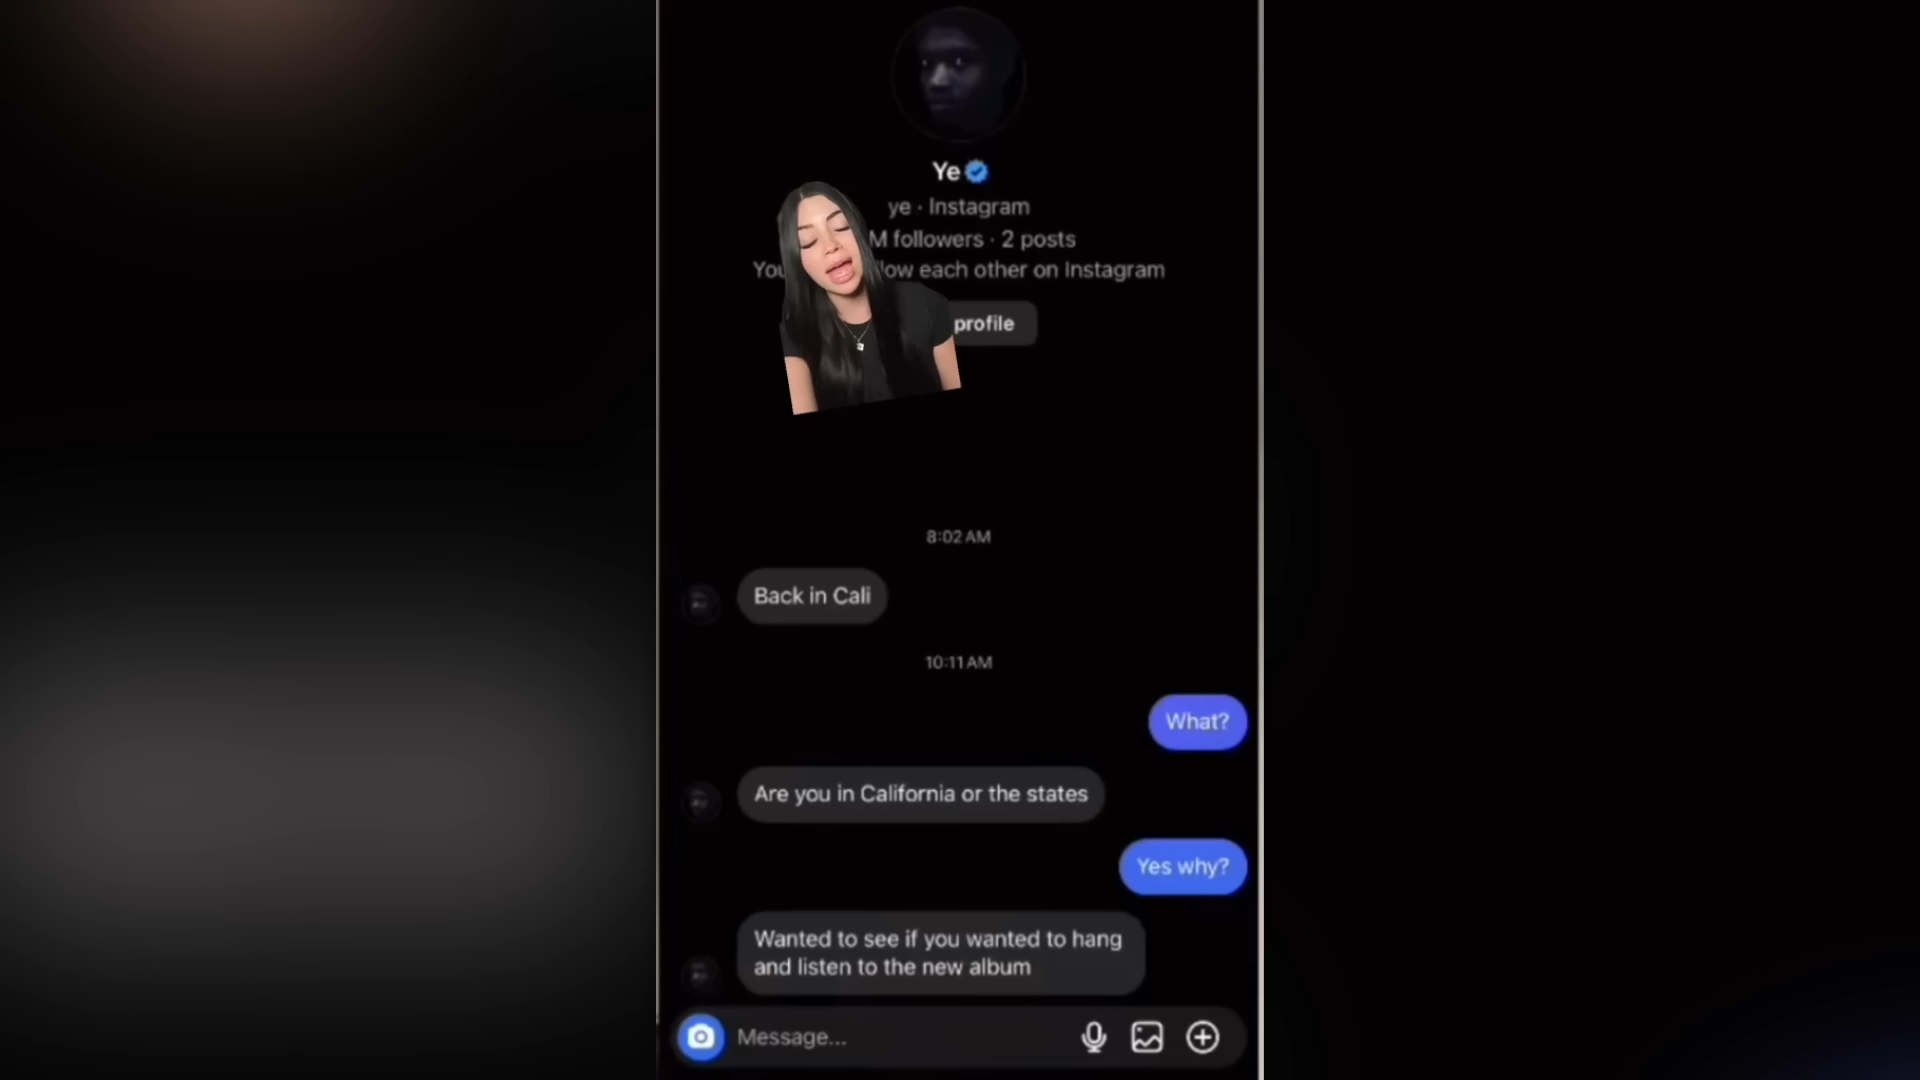 Ye
ye · Instagram
M followers · 2 posts
You each other on Instagram
profile
8:02 AM
Back in Cali
10:11 AM
What?
Are you in California or the states
Yes why?
Wanted to see if you wanted to hang
and listen to the new album
Message...